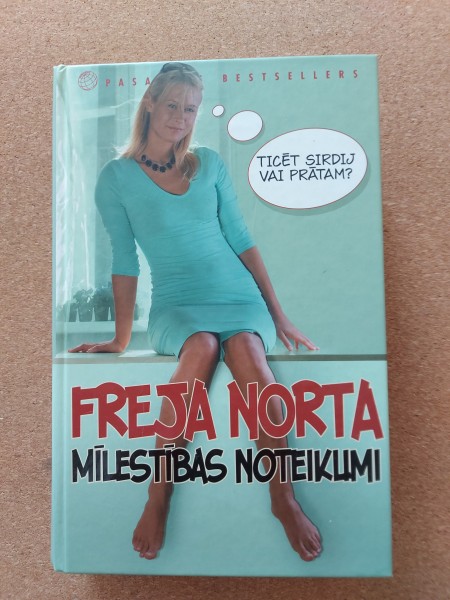 BESTSELLERS
TICĒT SIRDIJ
VAI PRĀTAM?
FREJA NORTA
MĪLESTĪBAS NOTEIKUMI